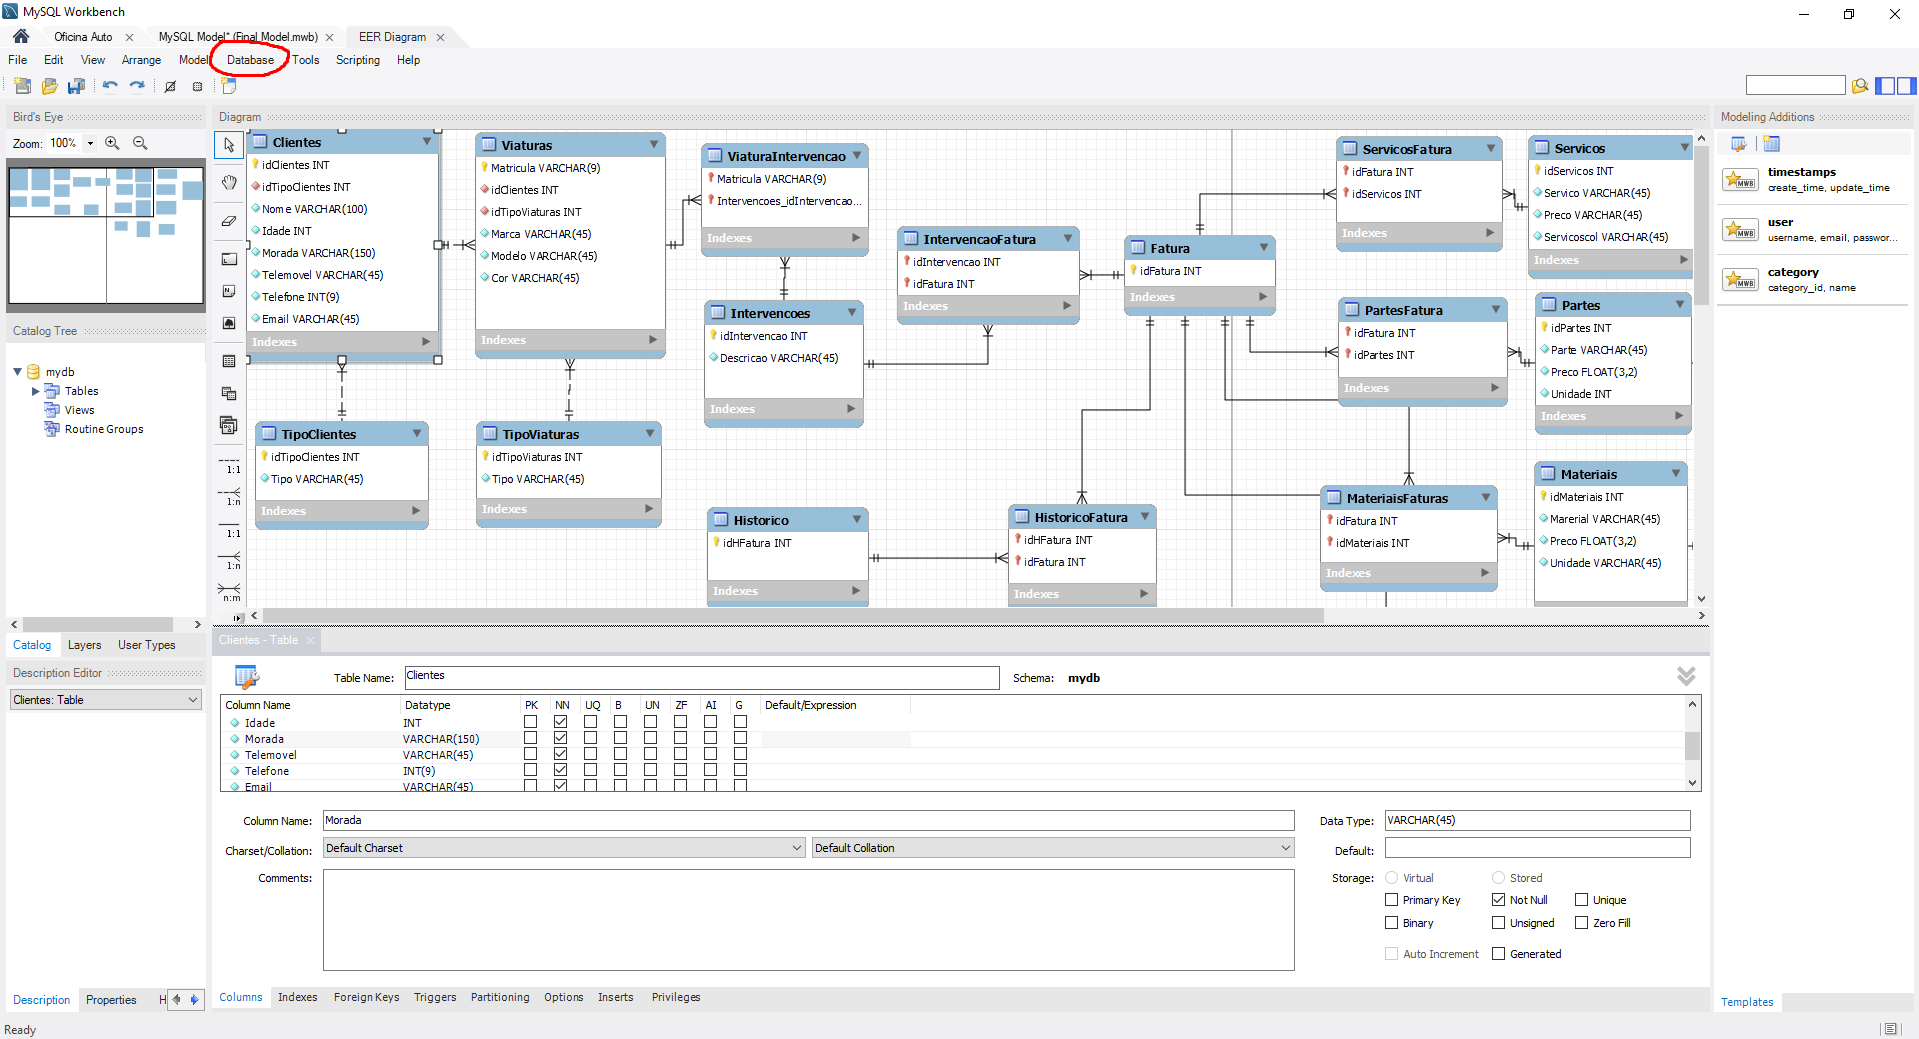 MySQL Workbench
Oficina Auto
MySQL Model* (Final_Model.mwb)
EER Diagram
File Edit View Arrange Model Database Tools Scripting Help
Bird's Eye
Zoom: 100%
Catalog Tree
mydb
Tables
Views
Routine Groups
Catalog Layers User Types
Description Editor
Clientes: Table
Description Properties H
Ready
Diagram
1:1
1:n
1:1
1:n
n:m
Clientes
idClientes INT
idTipoClientes INT
Nome VARCHAR(100)
Idade INT
Morada VARCHAR(150)
Telemovel VARCHAR(45)
Telefone INT(9)
Email VARCHAR(45)
Indexes
Viaturas
Matricula VARCHAR(9)
idClientes INT
idTipoViaturas INT
Marca VARCHAR(45)
Modelo VARCHAR(45)
Cor VARCHAR(45)
Indexes
ViaturaIntervencao
Matricula VARCHAR(9)
Intervencoes_idIntervencao...
Indexes
IntervencaoFatura
idIntervencao INT
idFatura INT
Indexes
Fatura
idFatura INT
Indexes
ServicosFatura
idFatura INT
idServicos INT
Indexes
Servicos
idServicos INT
Servico VARCHAR(45)
Preco VARCHAR(45)
Servicoscol VARCHAR(45)
Indexes
Intervencoes
idIntervencao INT
Descricao VARCHAR(45)
Indexes
PartesFatura
idFatura INT
idPartes INT
Indexes
Partes
idPartes INT
Parte VARCHAR(45)
Preco FLOAT(3,2)
Unidade INT
Indexes
TipoClientes
idTipoClientes INT
Tipo VARCHAR(45)
Indexes
TipoViaturas
idTipoViaturas INT
Tipo VARCHAR(45)
Indexes
Historico
idHFatura INT
Indexes
HistoricoFatura
idHFatura INT
idFatura INT
Indexes
MateriaisFaturas
idFatura INT
idMateriais INT
Indexes
Materiais
idMateriais INT
Marerial VARCHAR(45)
Preco FLOAT(3,2)
Unidade VARCHAR(45)
Modeling Additions
timestamps
create_time, update_time
user
username, email, passwor...
category
category_id, name
Templates
Clientes - Table
Table Name: Clientes
Schema: mydb
Column Name Datatype PK NN UQ B UN ZF AI G Default/Expression
Idade INT
Morada VARCHAR(150)
Telemovel VARCHAR(45)
Telefone INT(9)
Email VARCHAR(45)
Column Name: Morada
Data Type: VARCHAR(45)
Charset/Collation: Default Charset Default Collation
Default:
Comments:
Storage: Virtual Stored
Primary Key Not Null Unique
Binary Unsigned Zero Fill
Auto Increment Generated
Columns Indexes Foreign Keys Triggers Partitioning Options Inserts Privileges